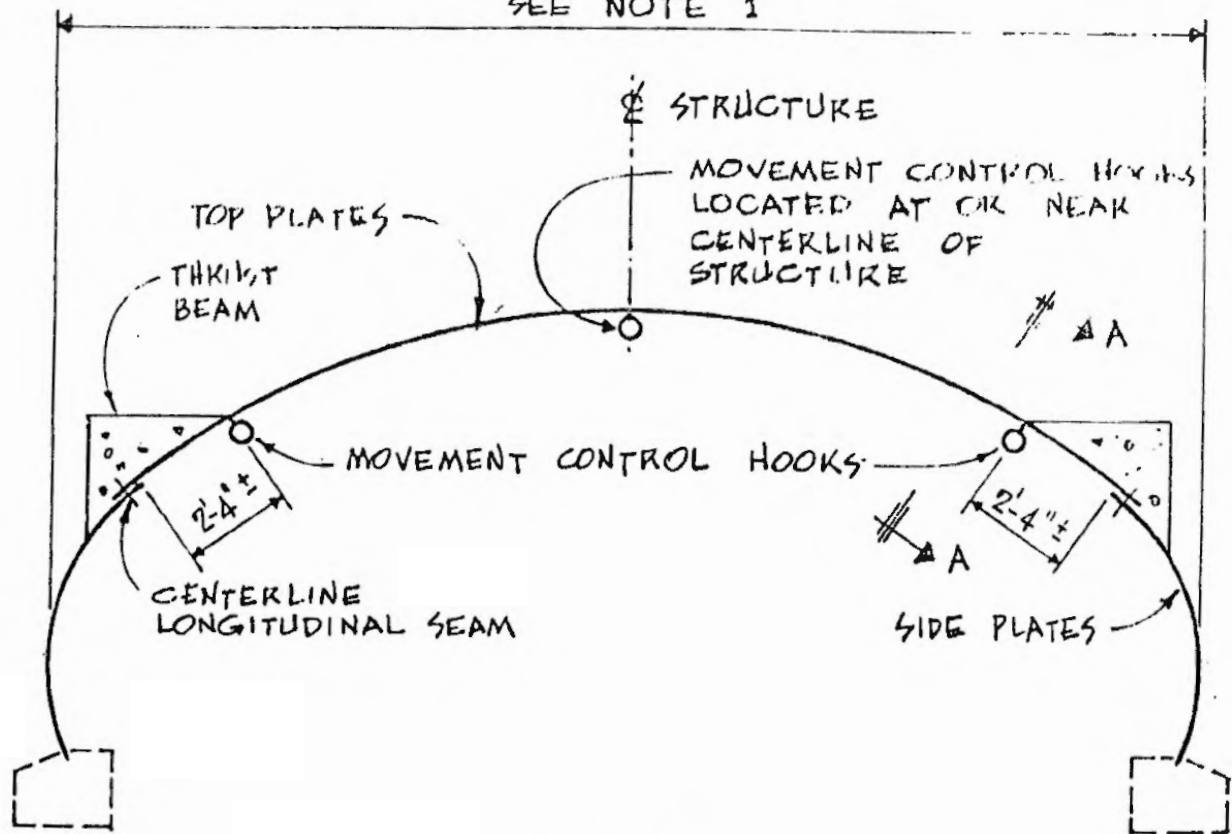 SEE NOTE 1
℄ STRUCTURE
MOVEMENT CONTROL HOOKS
LOCATED AT OR NEAR
CENTERLINE OF
STRUCTURE
TOP PLATES
THRUST
BEAM
A
MOVEMENT CONTROL HOOKS
2'-4"±
2'-4"±
A
CENTERLINE
LONGITUDINAL SEAM
SIDE PLATES